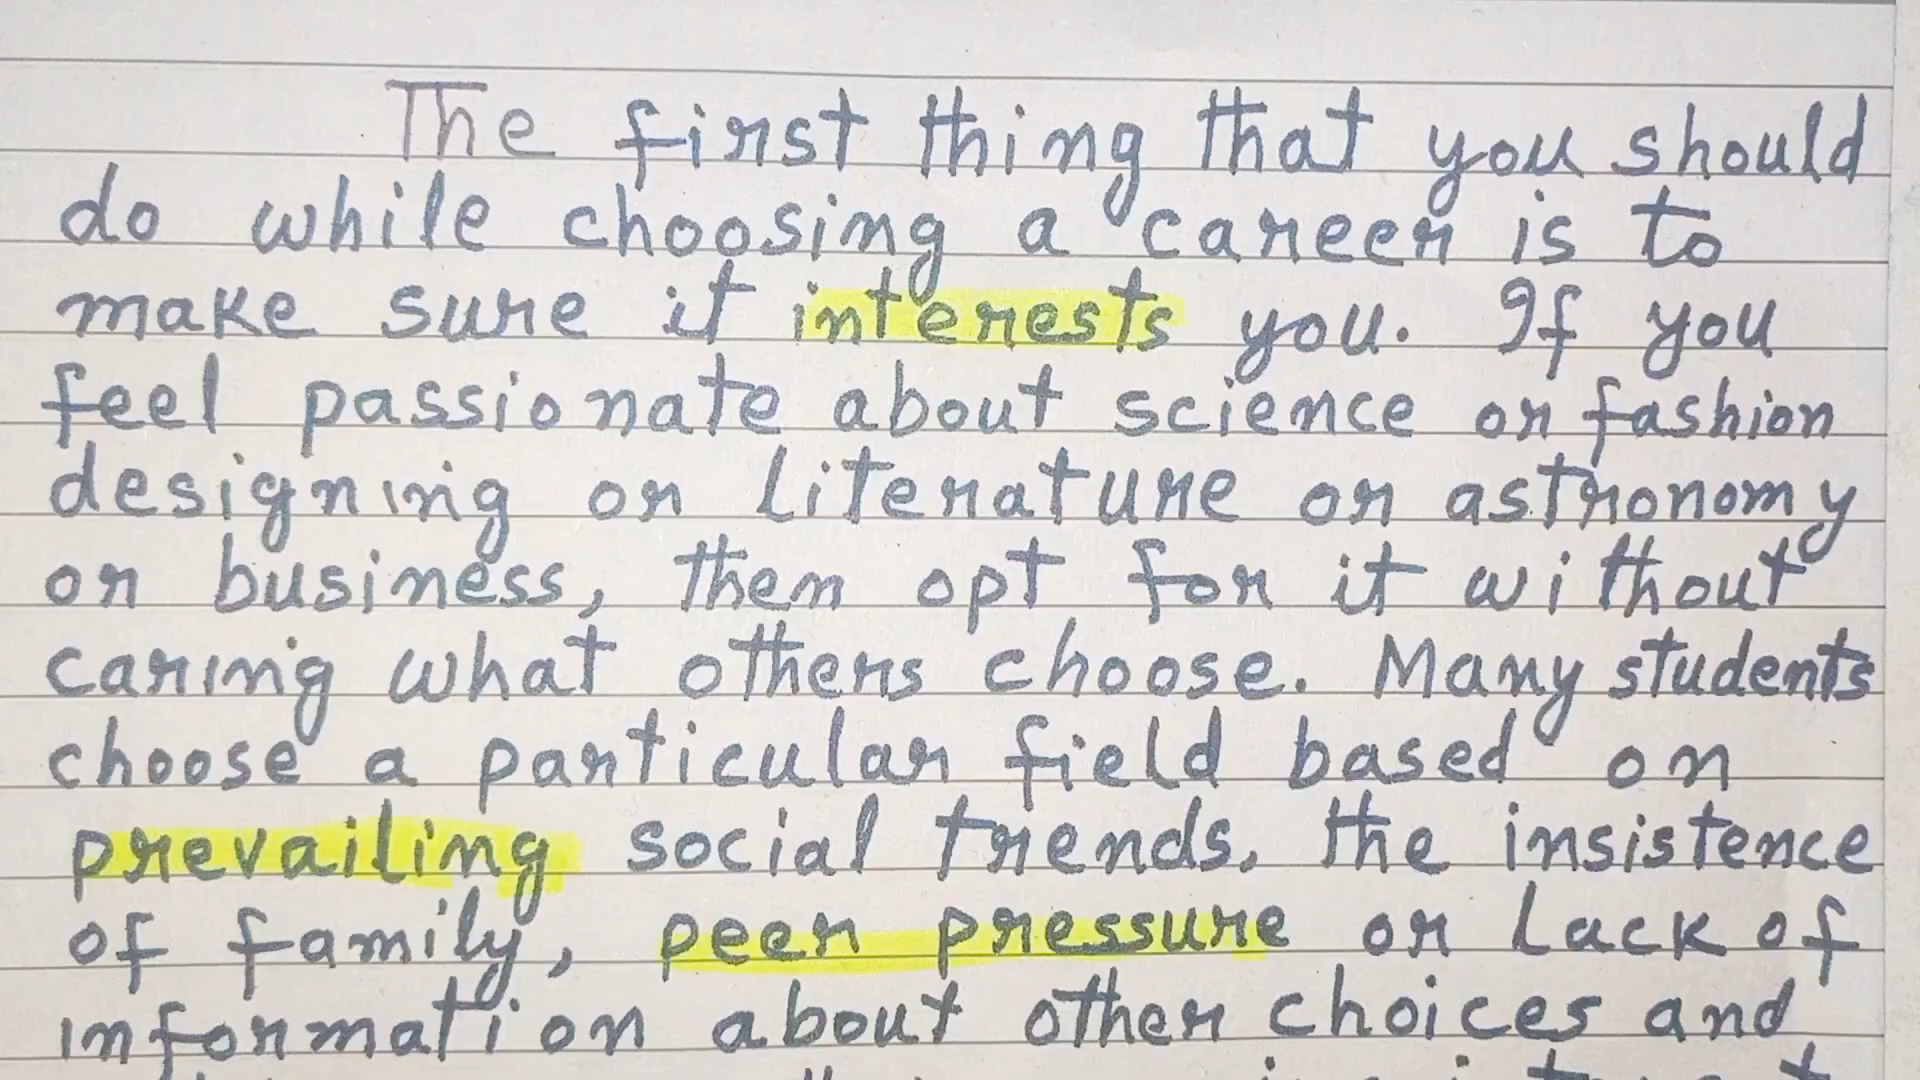 The first thing that you should
do while choosing a career is to
make sure it interests you. If you
feel passionate about science or fashion
designing or literature or astronomy
or business, then opt for it without
caring what others choose. Many students
choose a particular field based on
prevailing social trends, the insistence
of family, peer pressure or lack of
information about other choices and